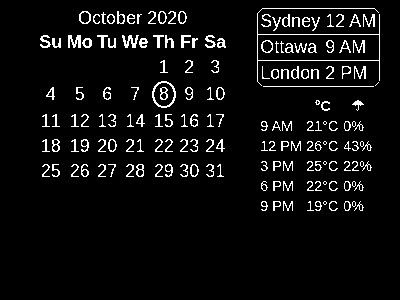 October 2020
Su Mo Tu We Th Fr Sa
1 2 3
4 5 6 7 8 9 10
11 12 13 14 15 16 17
18 19 20 21 22 23 24
25 26 27 28 29 30 31
Sydney 12 AM
Ottawa 9 AM
London 2 PM
°C ☂
9 AM 21°C 0%
12 PM 26°C 43%
3 PM 25°C 22%
6 PM 22°C 0%
9 PM 19°C 0%